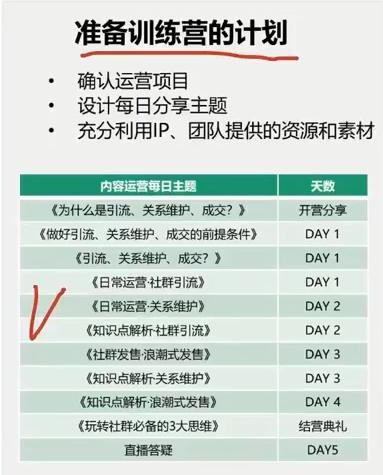 准备训练营的计划
• 确认运营项目
• 设计每日分享主题
• 充分利用IP、团队提供的资源和素材
内容运营每日主题 天数
《为什么是引流、关系维护、成交？》 开营分享
《做好引流、关系维护、成交的前提条件》 DAY 1
《引流、关系维护、成交？》 DAY 1
《日常运营·社群引流》 DAY 1
《日常运营·关系维护》 DAY 2
《知识点解析·社群引流》 DAY 2
《社群发售·浪潮式发售》 DAY 3
《知识点解析·关系维护》 DAY 3
《知识点解析·浪潮式发售》 DAY 4
《玩转社群必备的3大思维》 结营典礼
直播答疑 DAY5